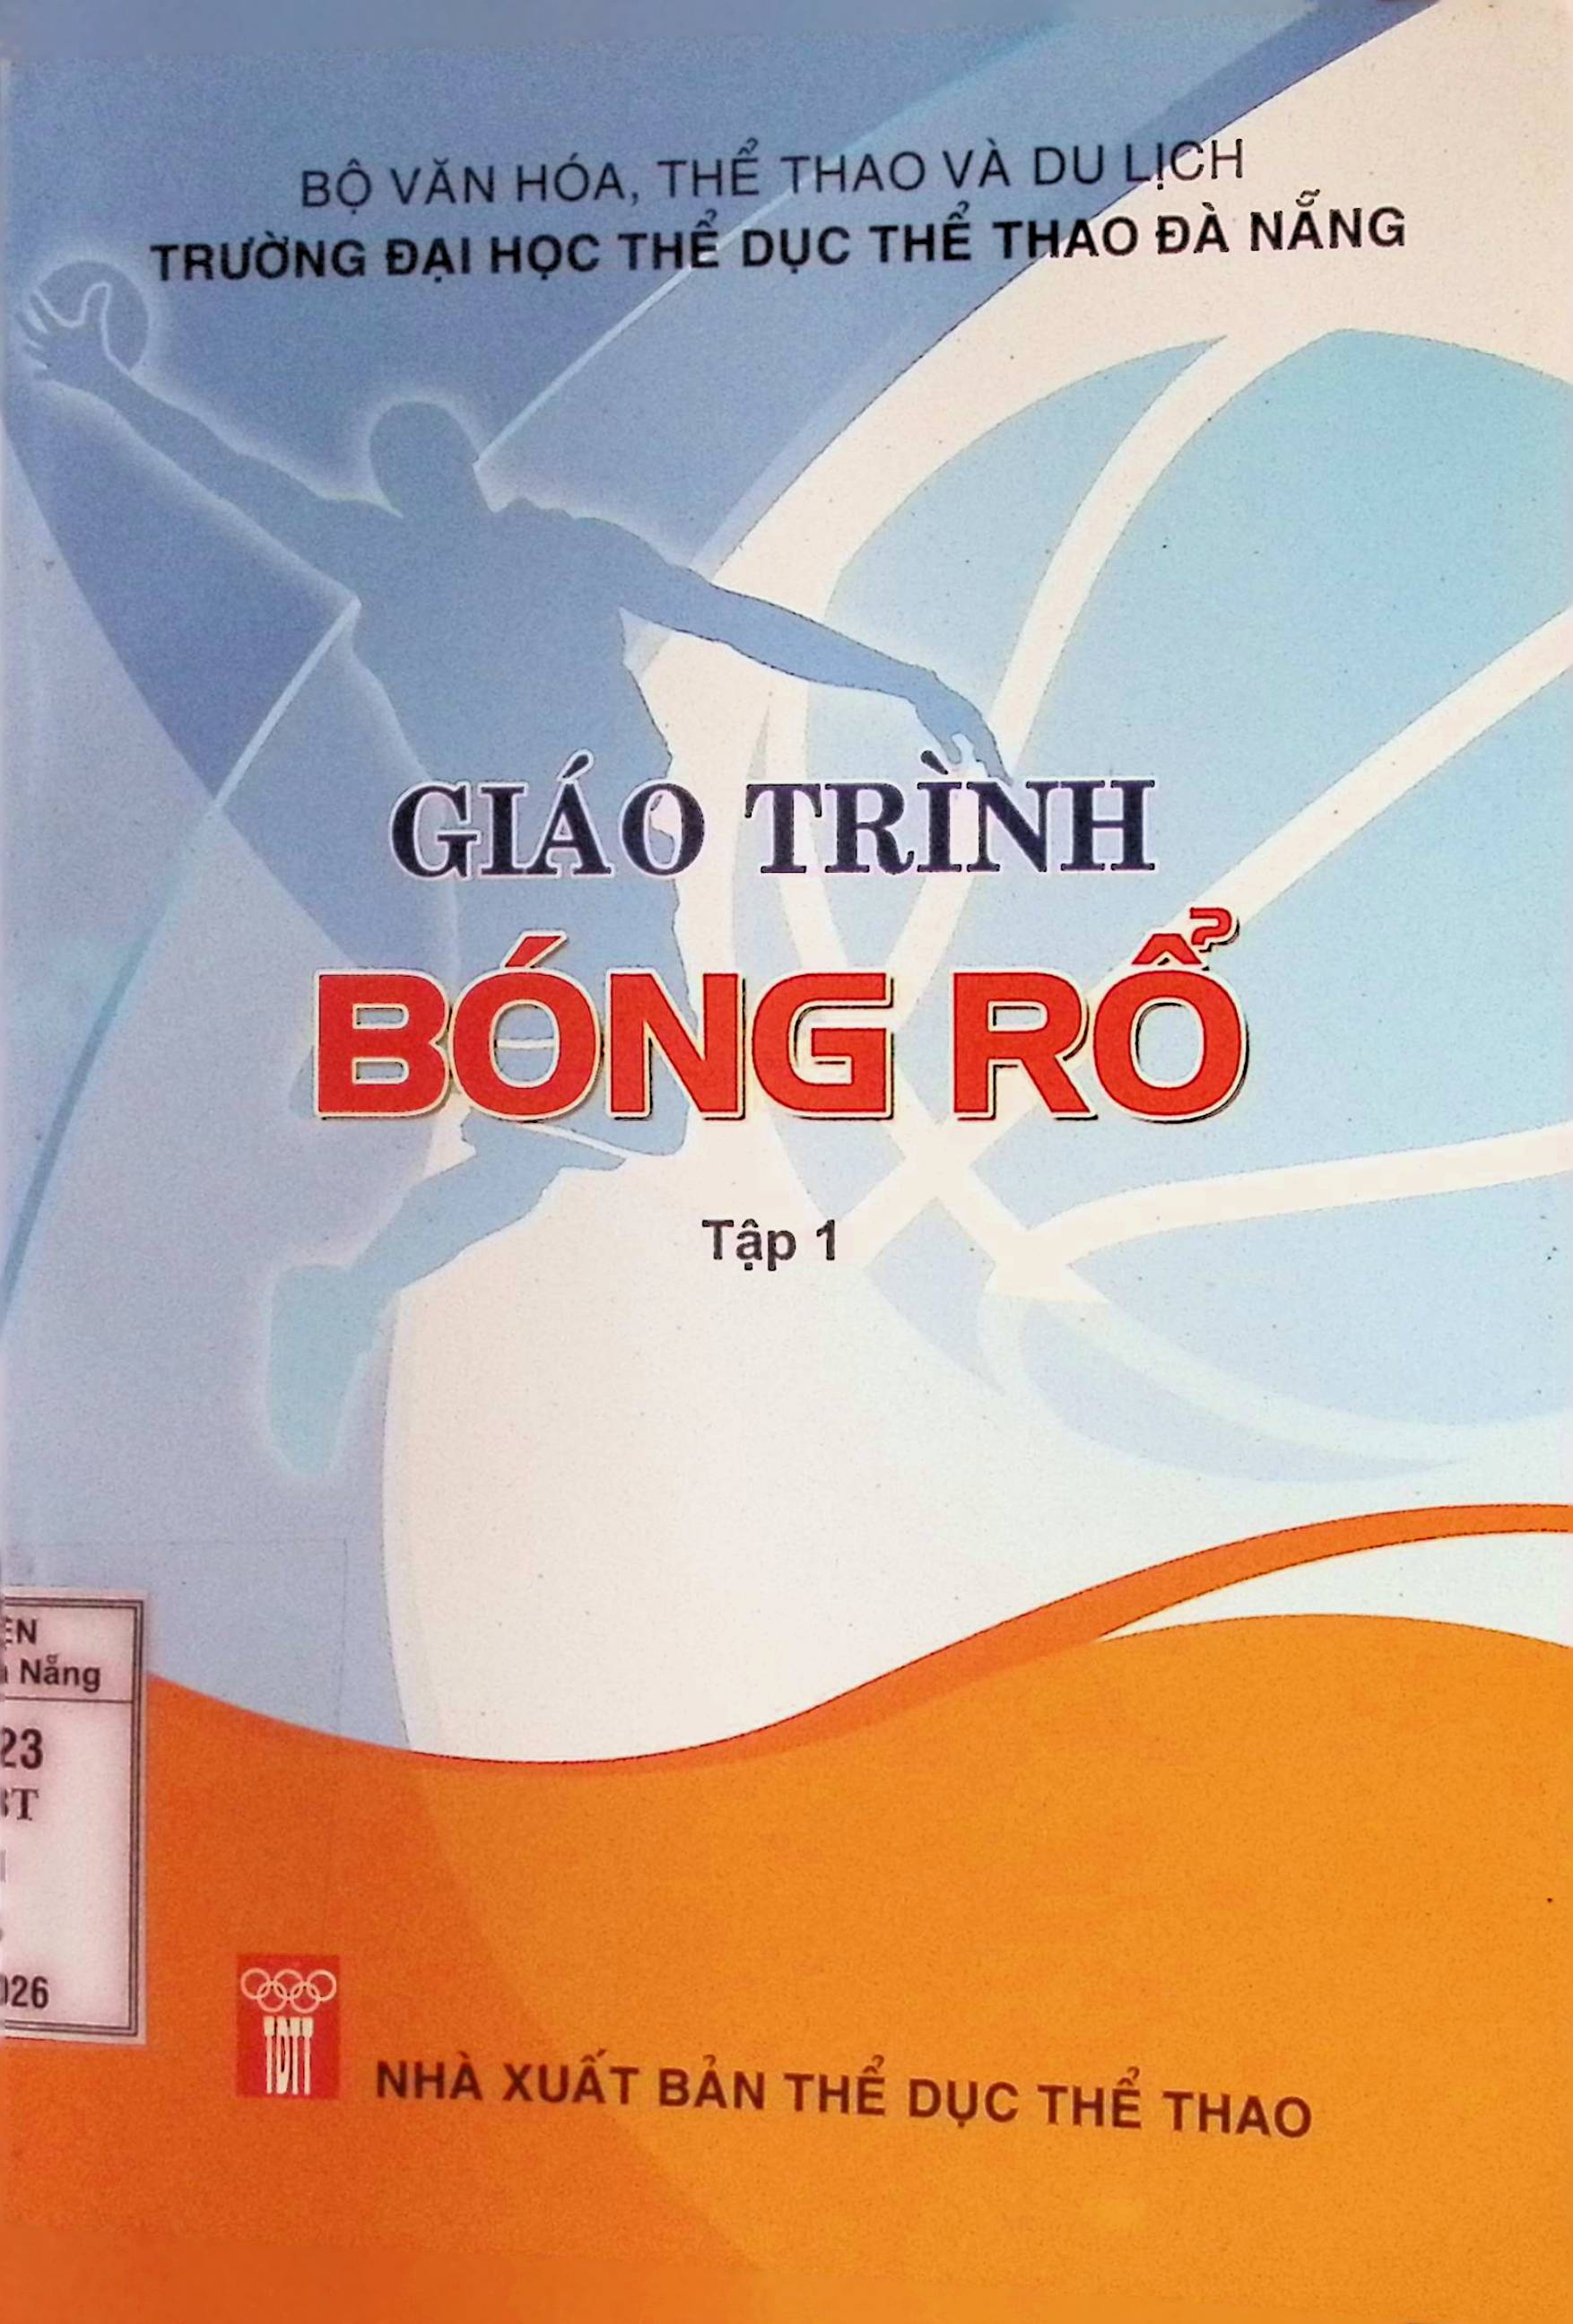 BỘ VĂN HÓA, THỂ THAO VÀ DU LỊCH
TRƯỜNG ĐẠI HỌC THỂ DỤC THỂ THAO ĐÀ NẴNG
GIÁO TRÌNH
BÓNG RỔ
Tập 1
Nẵng
23
026
TDTT
NHÀ XUẤT BẢN THỂ DỤC THỂ THAO